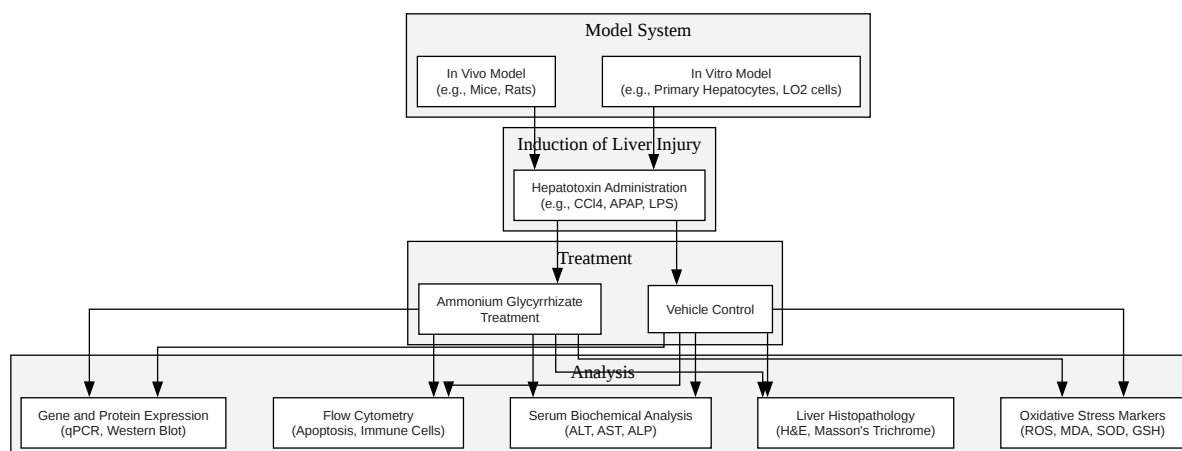 Model System
In Vivo Model
(e.g., Mice, Rats)
In Vitro Model
(e.g., Primary Hepatocytes, LO2 cells)
Induction of Liver Injury
Hepatotoxin Administration
(e.g., CCl4, APAP, LPS)
Treatment
Ammonium Glycyrrhizate
Treatment
Vehicle Control
Analysis
Gene and Protein Expression
(qPCR, Western Blot)
Flow Cytometry
(Apoptosis, Immune Cells)
Serum Biochemical Analysis
(ALT, AST, ALP)
Liver Histopathology
(H&E, Masson's Trichrome)
Oxidative Stress Markers
(ROS, MDA, SOD, GSH)